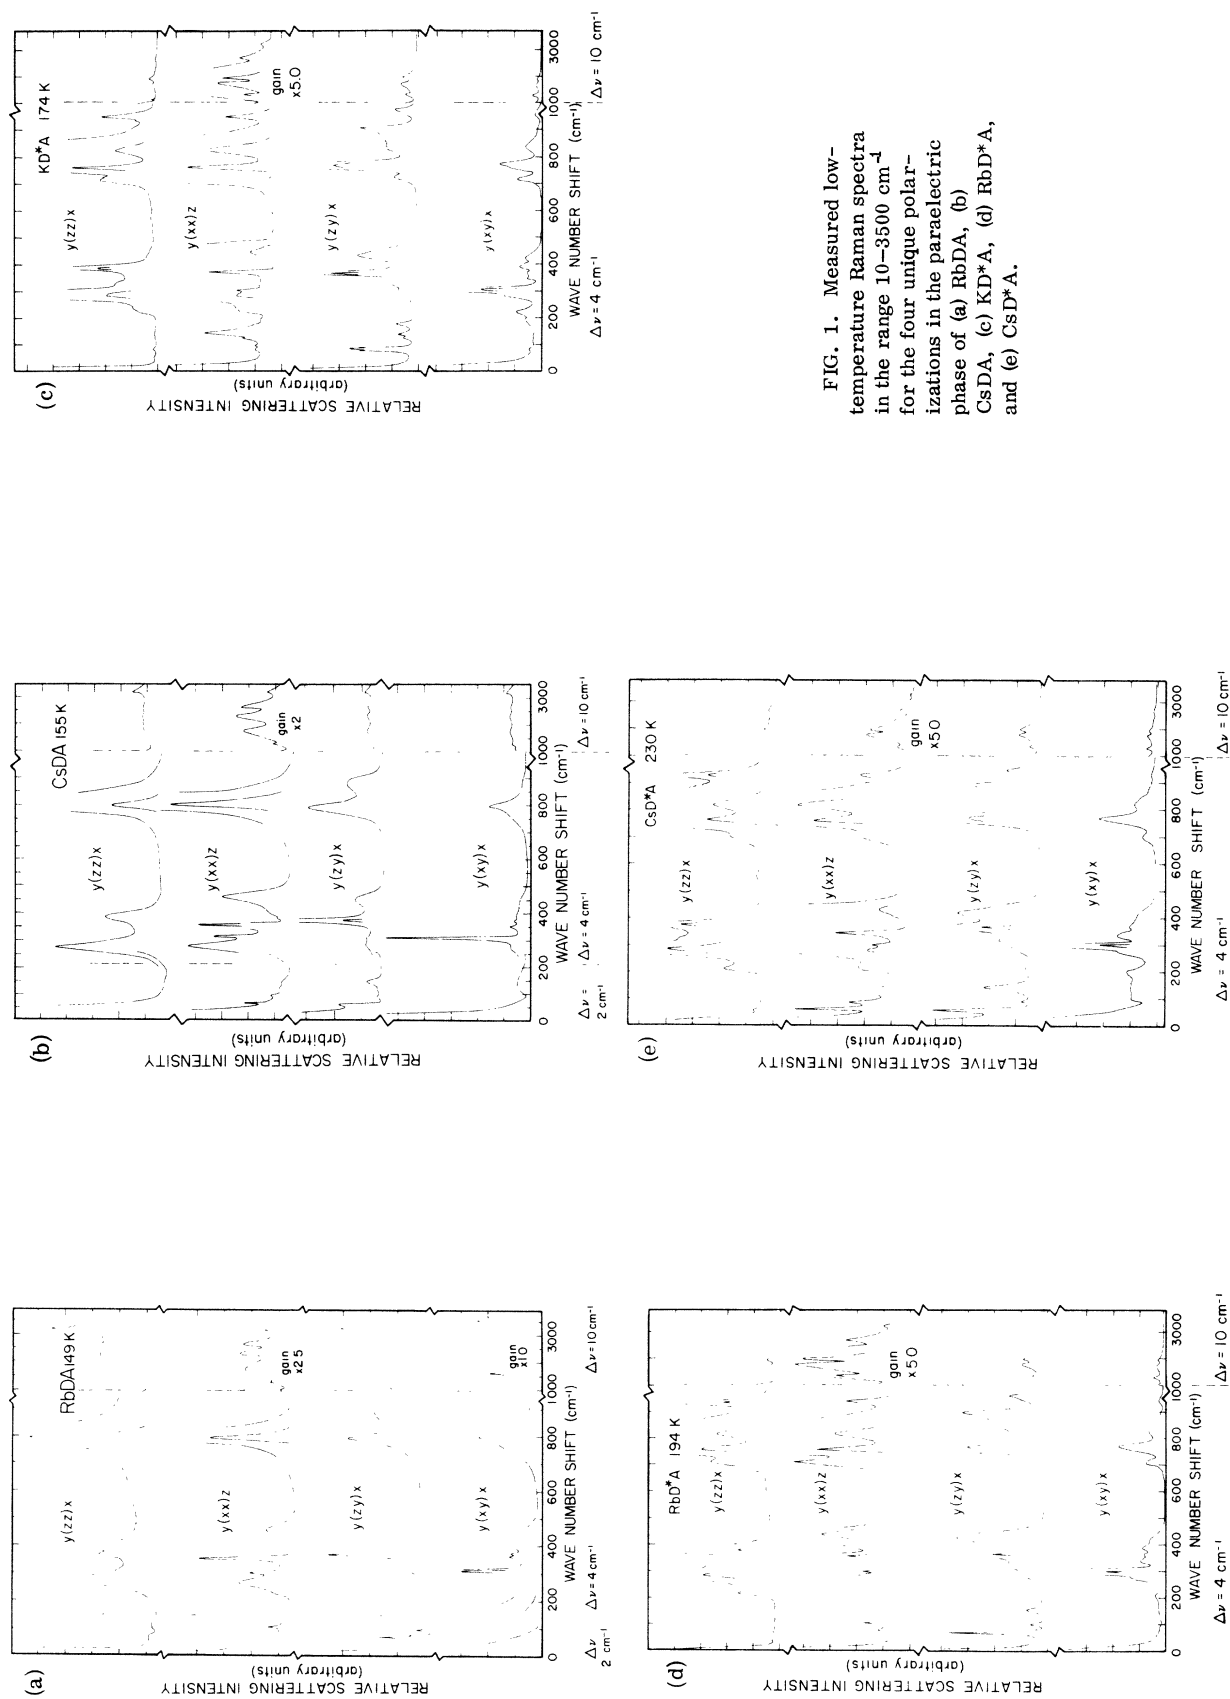 (a)
RELATIVE SCATTERING INTENSITY
(arbitrary units)
RbDA 149 K
y(zz)x
y(xx)z
y(zy)x
y(xy)x
gain
x25
gain
x10
0 200 400 600 800 1000 3000
WAVE NUMBER SHIFT (cm⁻¹)
Δν
2 cm⁻¹
Δν=4 cm⁻¹
Δν=10cm⁻¹
(b)
RELATIVE SCATTERING INTENSITY
(arbitrary units)
CsDA 155 K
y(zz)x
y(xx)z
y(zy)x
y(xy)x
gain
x2
0 200 400 600 800 1000 3000
WAVE NUMBER SHIFT (cm⁻¹)
Δν =
2 cm⁻¹
Δν = 4 cm⁻¹
Δν = 10 cm⁻¹
(c)
RELATIVE SCATTERING INTENSITY
(arbitrary units)
KD*A 174 K
y(zz)x
y(xx)z
y(zy)x
y(xy)x
gain
x5.0
0 200 400 600 800 1000 3000
WAVE NUMBER SHIFT (cm⁻¹)
Δν = 4 cm⁻¹
Δν = 10 cm⁻¹
(d)
RELATIVE SCATTERING INTENSITY
(arbitrary units)
RbD*A 194 K
y(zz)x
y(xx)z
y(zy)x
y(xy)x
gain
x50
0 200 400 600 800 1000 3000
WAVE NUMBER SHIFT (cm⁻¹)
Δν = 4 cm⁻¹
Δν = 10 cm⁻¹
(e)
RELATIVE SCATTERING INTENSITY
(arbitrary units)
CsD*A 230 K
y(zz)x
y(xx)z
y(zy)x
y(xy)x
gain
x50
0 200 400 600 800 1000 3000
WAVE NUMBER SHIFT (cm⁻¹)
Δν = 4 cm⁻¹
Δν = 10 cm⁻¹
FIG. 1. Measured low-
temperature Raman spectra
in the range 10–3500 cm⁻¹
for the four unique polar-
izations in the paraelectric
phase of (a) RbDA, (b)
CsDA, (c) KD*A, (d) RbD*A,
and (e) CsD*A.